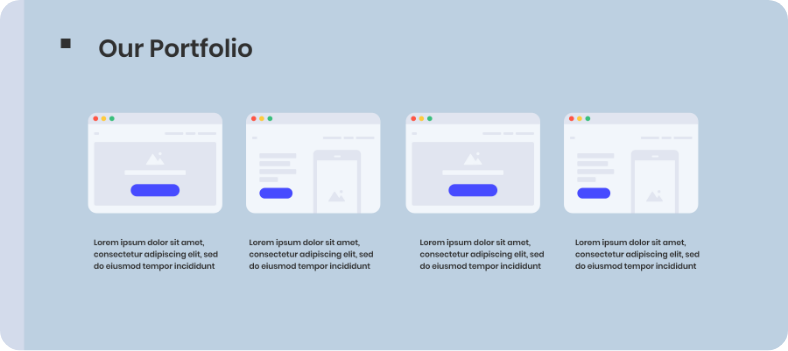 Our Portfolio
Lorem ipsum dolor sit amet,
consectetur adipiscing elit, sed
do eiusmod tempor incididunt
Lorem ipsum dolor sit amet,
consectetur adipiscing elit, sed
do eiusmod tempor incididunt
Lorem ipsum dolor sit amet,
consectetur adipiscing elit, sed
do eiusmod tempor incididunt
Lorem ipsum dolor sit amet,
consectetur adipiscing elit, sed
do eiusmod tempor incididunt